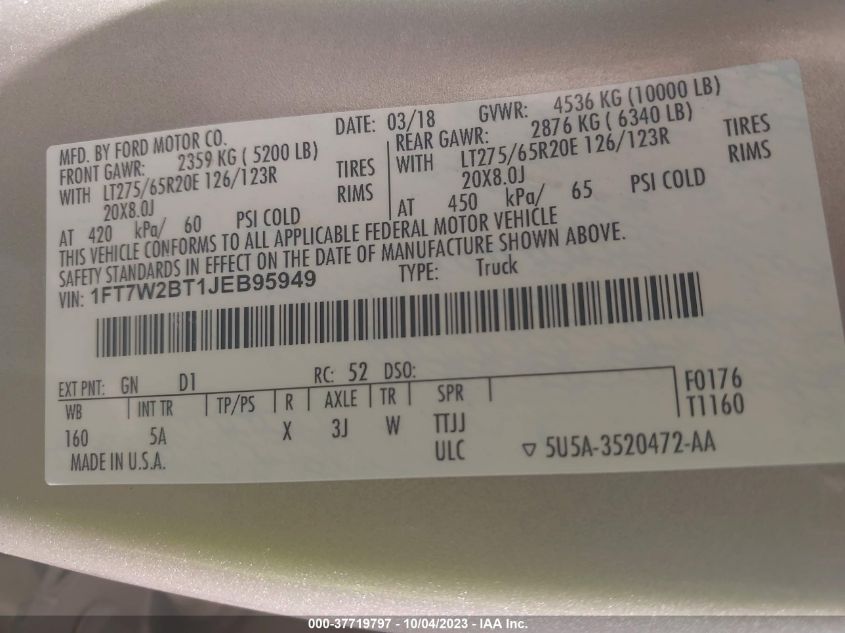 MFD. BY FORD MOTOR CO.
DATE: 03/18
GVWR: 4536 KG (10000 LB)
FRONT GAWR: 2359 KG ( 5200 LB)
REAR GAWR: 2876 KG ( 6340 LB)
WITH LT275/65R20E 126/123R TIRES
WITH LT275/65R20E 126/123R TIRES
20X8.0J RIMS
20X8.0J RIMS
AT 420 kPa/ 60 PSI COLD
AT 450 kPa/ 65 PSI COLD
THIS VEHICLE CONFORMS TO ALL APPLICABLE FEDERAL MOTOR VEHICLE
SAFETY STANDARDS IN EFFECT ON THE DATE OF MANUFACTURE SHOWN ABOVE.
VIN: 1FT7W2BT1JEB95949 TYPE: Truck
EXT PNT: GN D1 RC: 52 DSO:
WB INT TR TP/PS R AXLE TR SPR F0176
160 5A X 3J W TTJJ T1160
MADE IN U.S.A. ULC ▽ 5U5A-3520472-AA
000-37719797 - 10/04/2023 - IAA Inc.